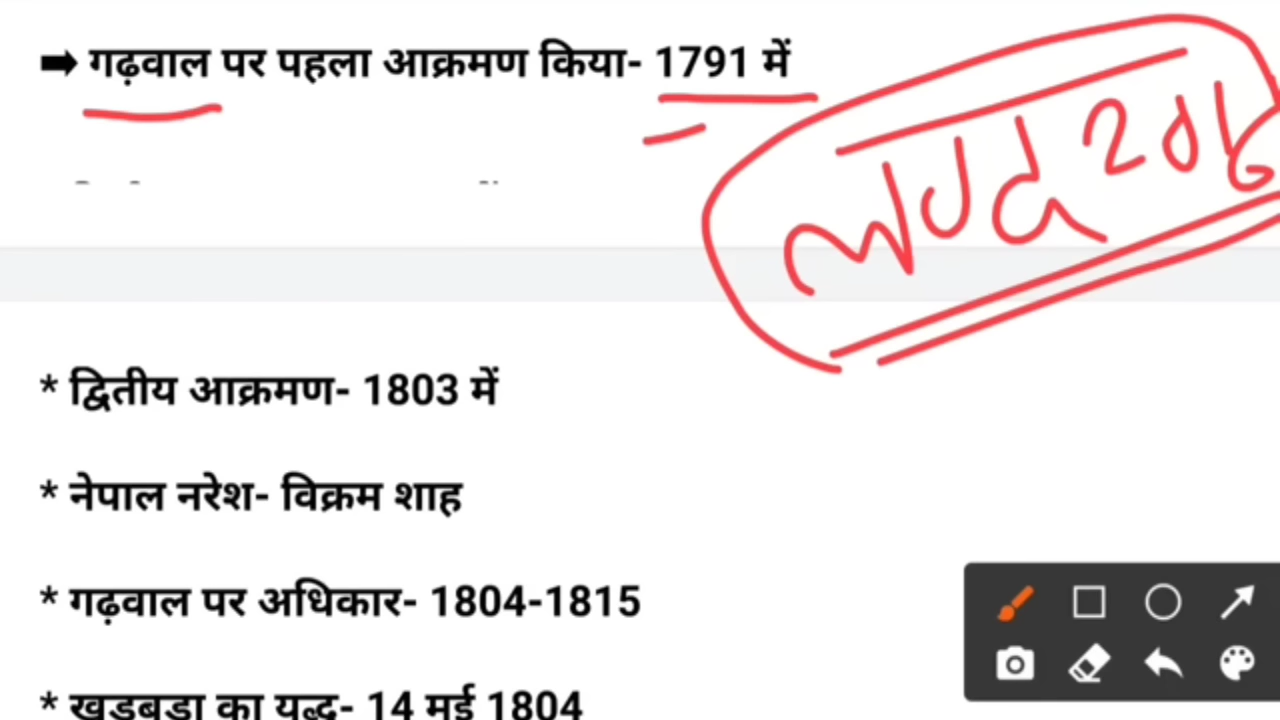 ➡ गढ़वाल पर पहला आक्रमण किया- 1791 में
* द्वितीय आक्रमण- 1803 में
* नेपाल नरेश- विक्रम शाह
* गढ़वाल पर अधिकार- 1804-1815
* खुड़बुड़ा का युद्ध- 14 मई 1804